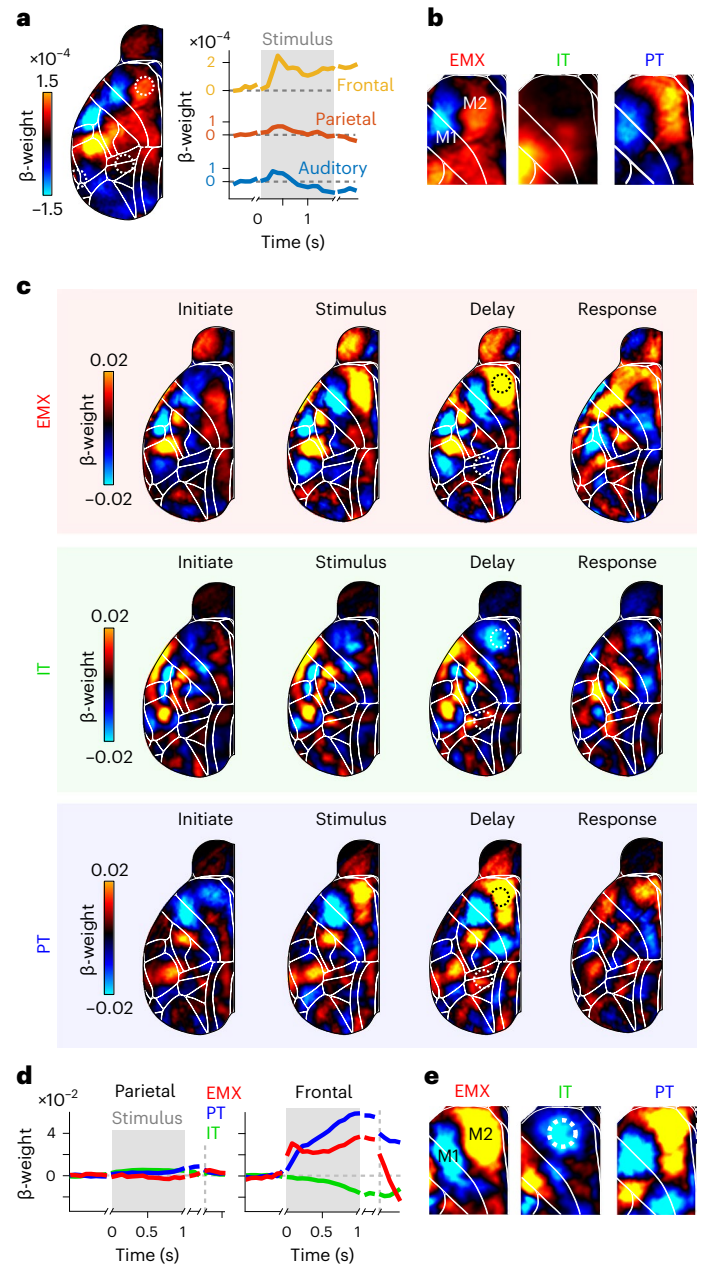 a
×10⁻⁴
1.5
β-weight
−1.5
×10⁻⁴
Stimulus
β-weight
2
0
Frontal
1
0
Parietal
1
0
Auditory
0
1
Time (s)
b
EMX
IT
PT
M2
M1
c
EMX
Initiate
Stimulus
Delay
Response
0.02
β-weight
−0.02
IT
Initiate
Stimulus
Delay
Response
0.02
β-weight
−0.02
PT
Initiate
Stimulus
Delay
Response
0.02
β-weight
−0.02
d
×10⁻²
Parietal
Stimulus
EMX
PT
IT
Frontal
β-weight
4
0
0
0.5
1
Time (s)
0
0.5
1
Time (s)
e
EMX
IT
PT
M2
M1